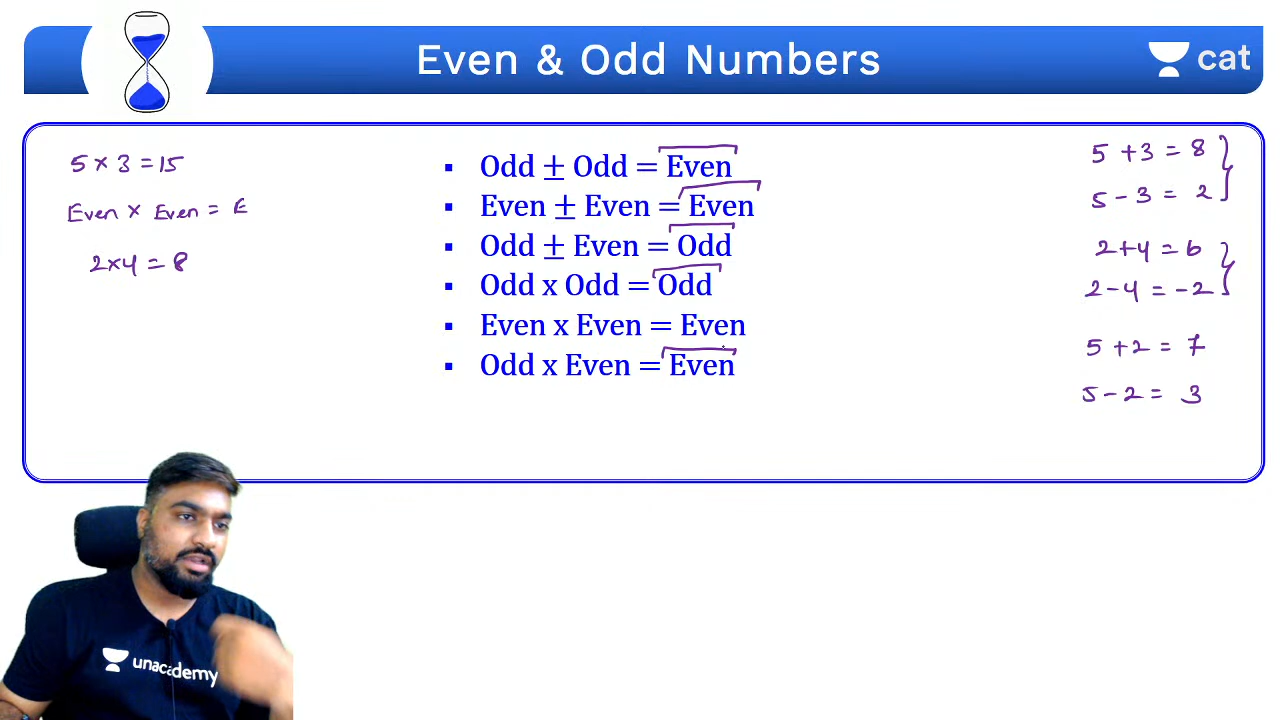 Even & Odd Numbers
cat
5 × 3 = 15
Even × Even = E
2×4 = 8
▪ Odd ± Odd = Even
▪ Even ± Even = Even
▪ Odd ± Even = Odd
▪ Odd x Odd = Odd
▪ Even x Even = Even
▪ Odd x Even = Even
5 + 3 = 8
5 - 3 = 2
2+4 = 6
2-4 = -2
5 + 2 = 7
5 - 2 = 3
unacademy